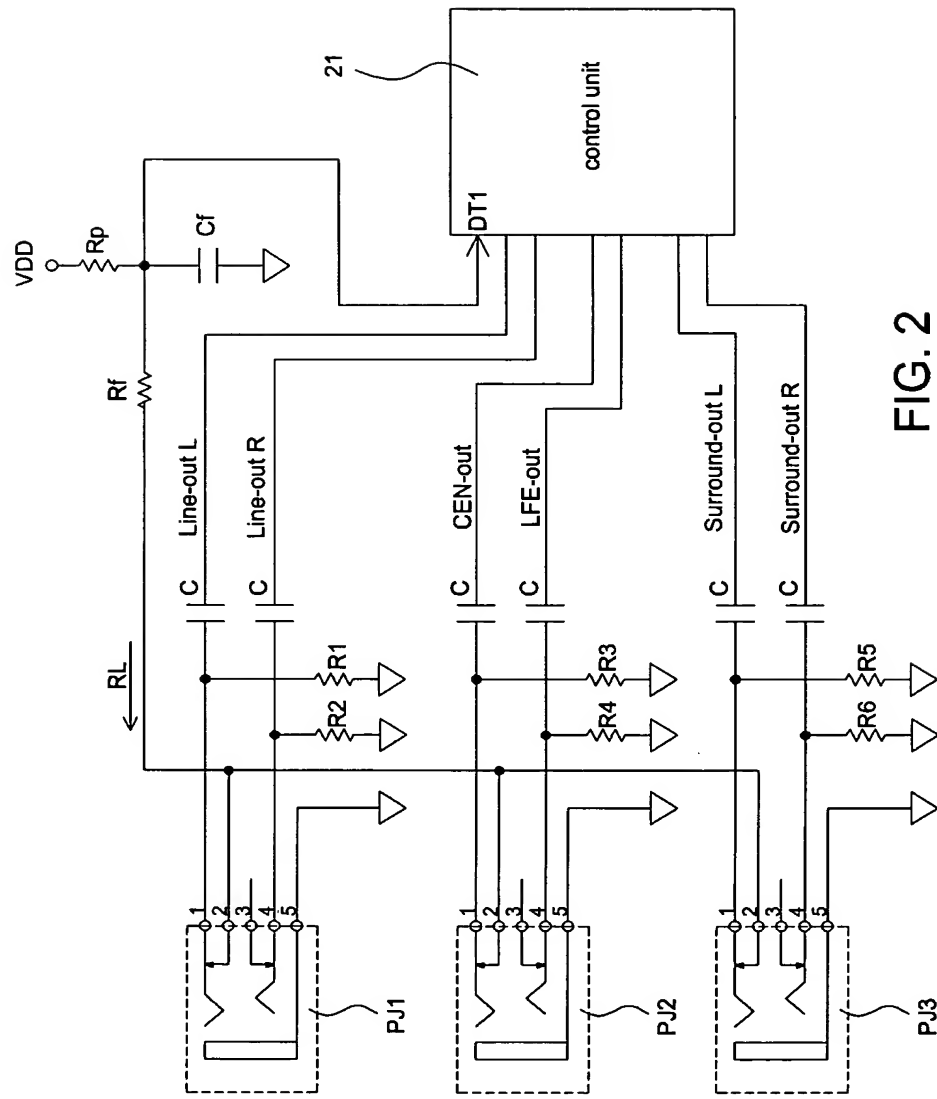 VDD
Rp
Cf
Rf
21
control unit
DT1
RL
Line-out L
C
Line-out R
C
R1
R2
CEN-out
C
LFE-out
C
R3
R4
Surround-out L
C
Surround-out R
C
R5
R6
1
2
3
4
5
PJ1
1
2
3
4
5
PJ2
1
2
3
4
5
PJ3
FIG. 2